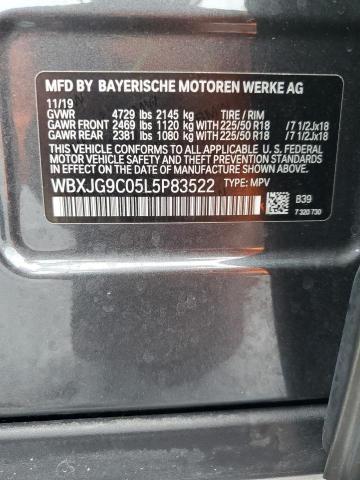 MFD BY BAYERISCHE MOTOREN WERKE AG
11/19
GVWR 4729 lbs 2145 kg TIRE / RIM
GAWR FRONT 2469 lbs 1120 kg WITH 225/50 R18 /7 1/2Jx18
GAWR REAR 2381 lbs 1080 kg WITH 225/50 R18 /7 1/2Jx18
THIS VEHICLE CONFORMS TO ALL APPLICABLE U. S. FEDERAL
MOTOR VEHICLE SAFETY, BUMPER, AND THEFT PREVENTION STANDARDS
IN EFFECT ON THE DATE OF MANUFACTURE SHOWN ABOVE.
WBXJG9C05L5P83522 TYPE: MPV
B39
7 320 730